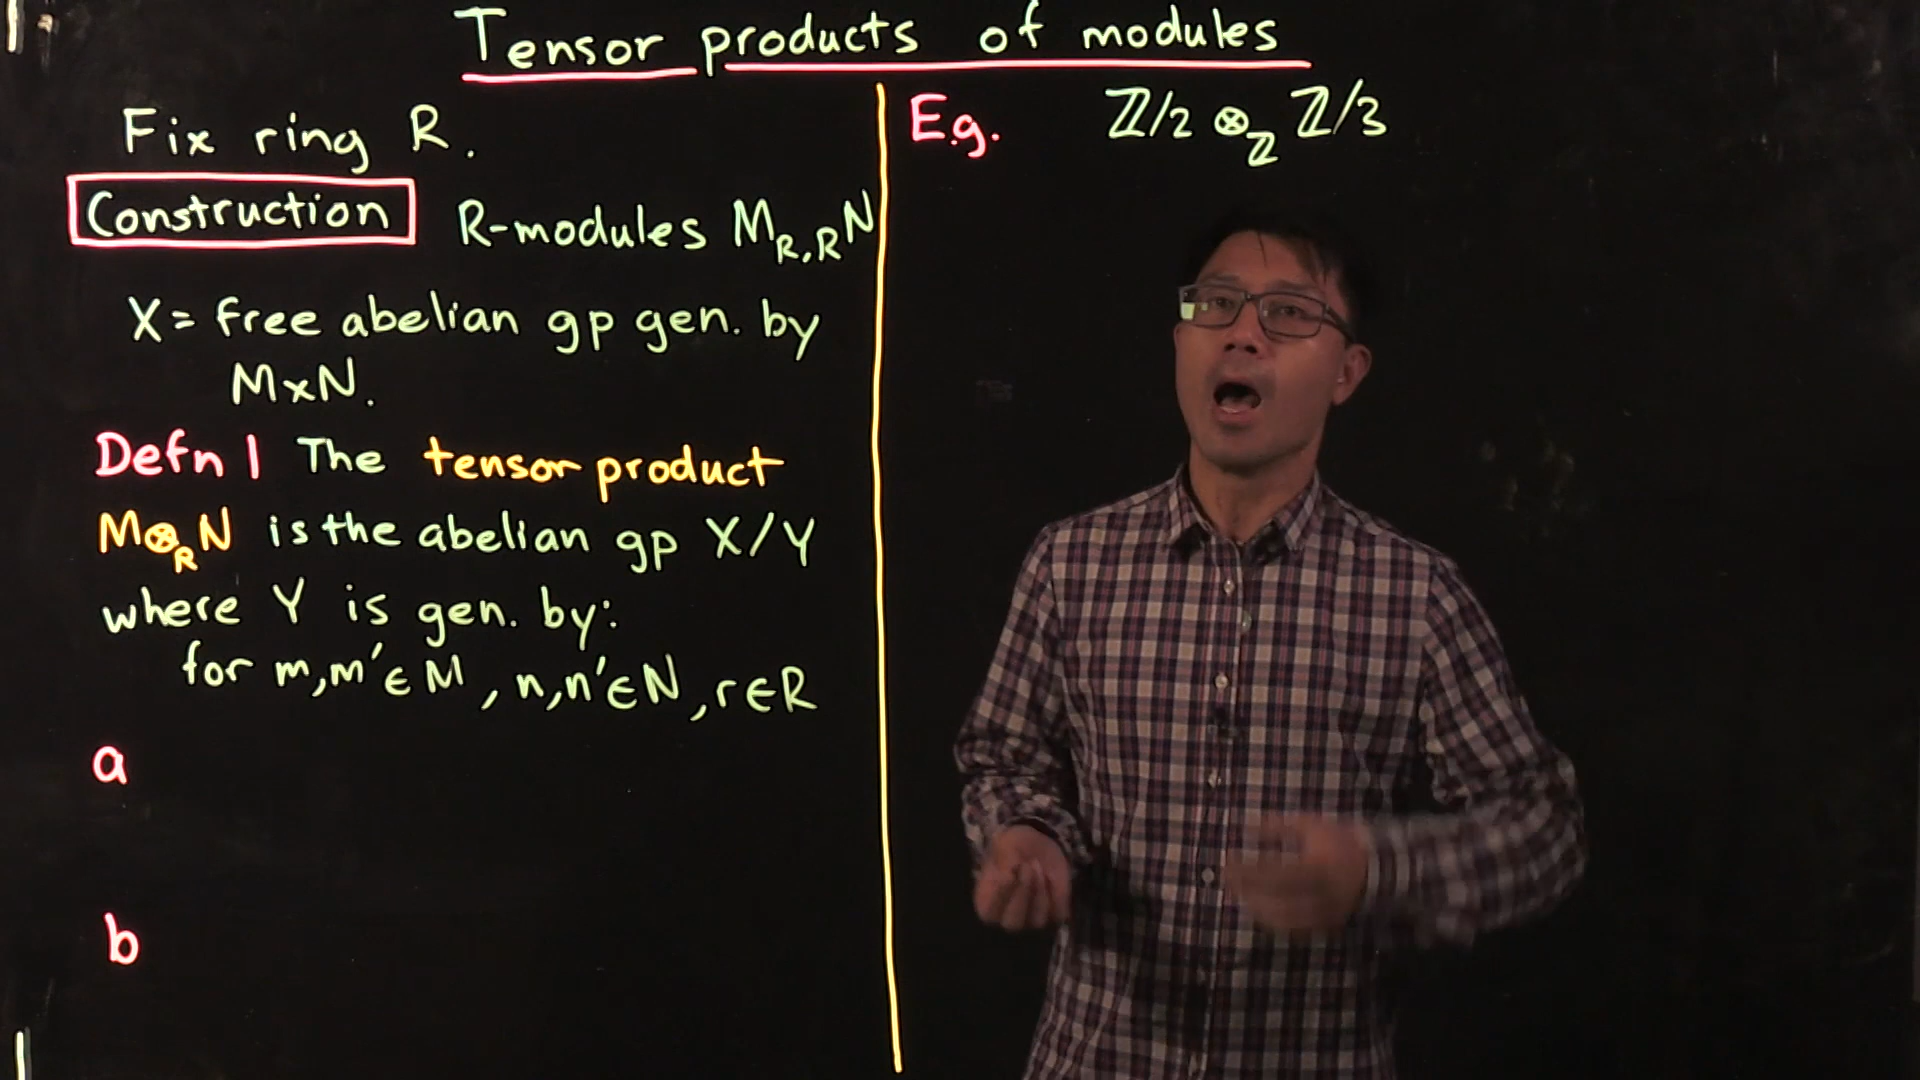 Tensor products of modules
Fix ring R.
Construction R-modules M_R, _RN
X = free abelian gp gen. by
M×N.
Defn 1 The tensor product
M⊗_R N is the abelian gp X/Y
where Y is gen. by:
for m,m'∈M, n,n'∈N, r∈R
a
b
E.g. ℤ/2 ⊗_ℤ ℤ/3